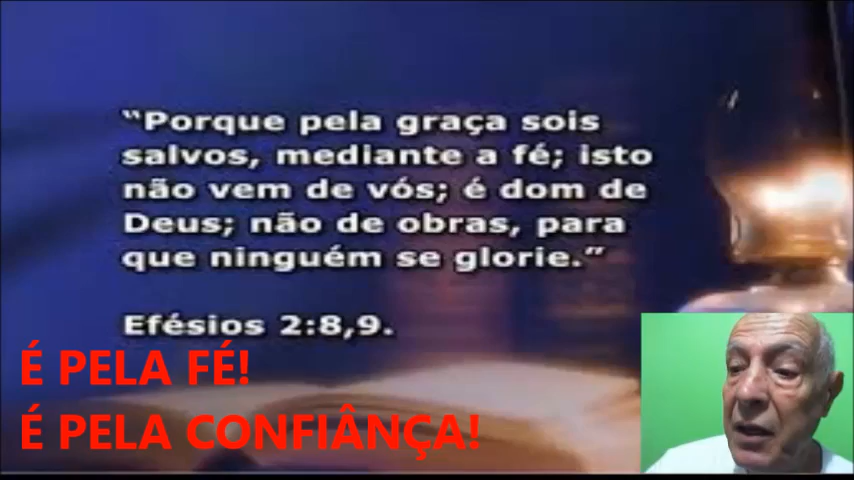 “Porque pela graça sois
salvos, mediante a fé; isto
não vem de vós; é dom de
Deus; não de obras, para
que ninguém se glorie.”
Efésios 2:8,9.
É PELA FÉ!
É PELA CONFIÂNÇA!